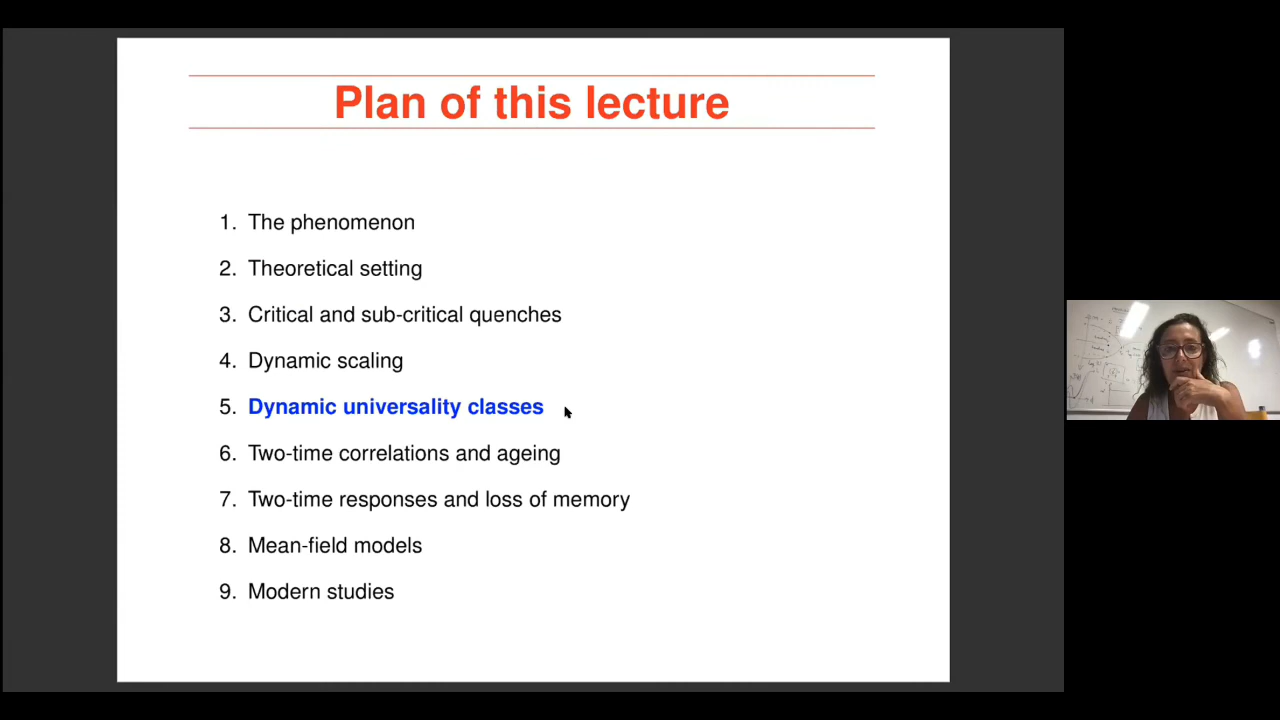 Plan of this lecture
1. The phenomenon
2. Theoretical setting
3. Critical and sub-critical quenches
4. Dynamic scaling
5. Dynamic universality classes
6. Two-time correlations and ageing
7. Two-time responses and loss of memory
8. Mean-field models
9. Modern studies